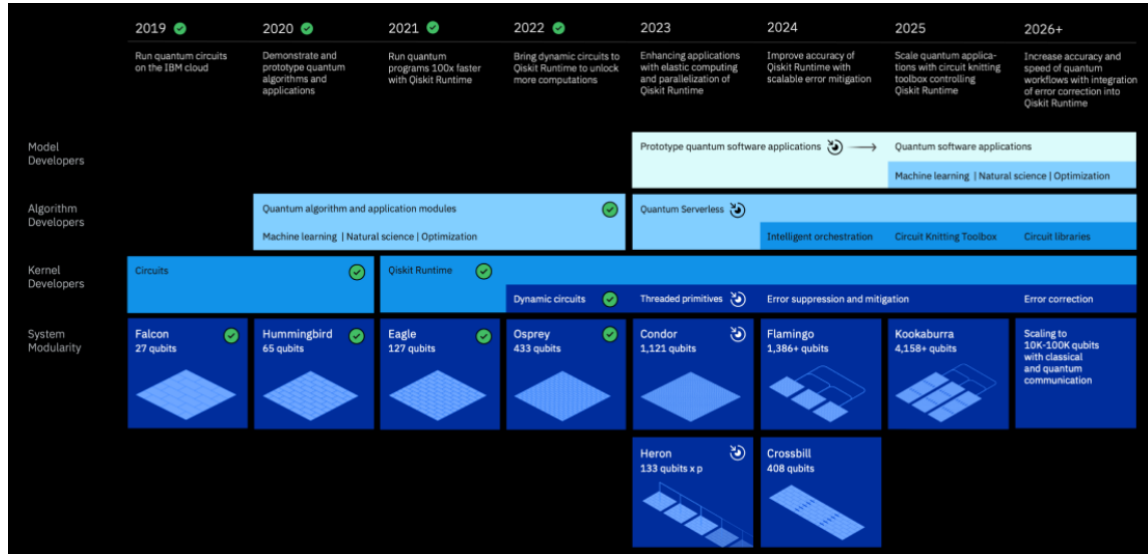 2019
2020
2021
2022
2023
2024
2025
2026+
Run quantum circuits
on the IBM cloud
Demonstrate and
prototype quantum
algorithms and
applications
Run quantum
programs 100x faster
with Qiskit Runtime
Bring dynamic circuits to
Qiskit Runtime to unlock
more computations
Enhancing applications
with elastic computing
and parallelization of
Qiskit Runtime
Improve accuracy of
Qiskit Runtime with
scalable error mitigation
Scale quantum applica-
tions with circuit knitting
toolbox controlling
Qiskit Runtime
Increase accuracy and
speed of quantum
workflows with integration
of error correction into
Qiskit Runtime
Model
Developers
Prototype quantum software applications
Quantum software applications
Machine learning | Natural science | Optimization
Algorithm
Developers
Quantum algorithm and application modules
Machine learning | Natural science | Optimization
Quantum Serverless
Intelligent orchestration
Circuit Knitting Toolbox
Circuit libraries
Kernel
Developers
Circuits
Qiskit Runtime
Dynamic circuits
Threaded primitives
Error suppression and mitigation
Error correction
System
Modularity
Falcon
27 qubits
Hummingbird
65 qubits
Eagle
127 qubits
Osprey
433 qubits
Condor
1,121 qubits
Flamingo
1,386+ qubits
Kookaburra
4,158+ qubits
Scaling to
10K-100K qubits
with classical
and quantum
communication
Heron
133 qubits x p
Crossbill
408 qubits